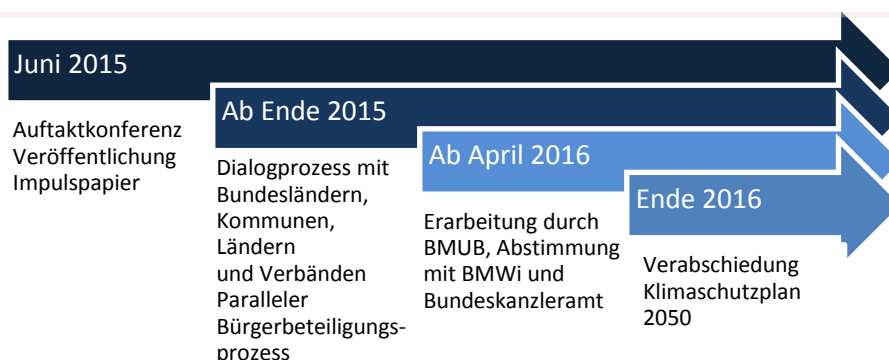 Juni 2015
Auftaktkonferenz
Veröffentlichung
Impulspapier
Ab Ende 2015
Dialogprozess mit
Bundesländern,
Kommunen,
Ländern
und Verbänden
Paralleler
Bürgerbeteiligungs-
prozess
Ab April 2016
Erarbeitung durch
BMUB, Abstimmung
mit BMWi und
Bundeskanzleramt
Ende 2016
Verabschiedung
Klimaschutzplan
2050